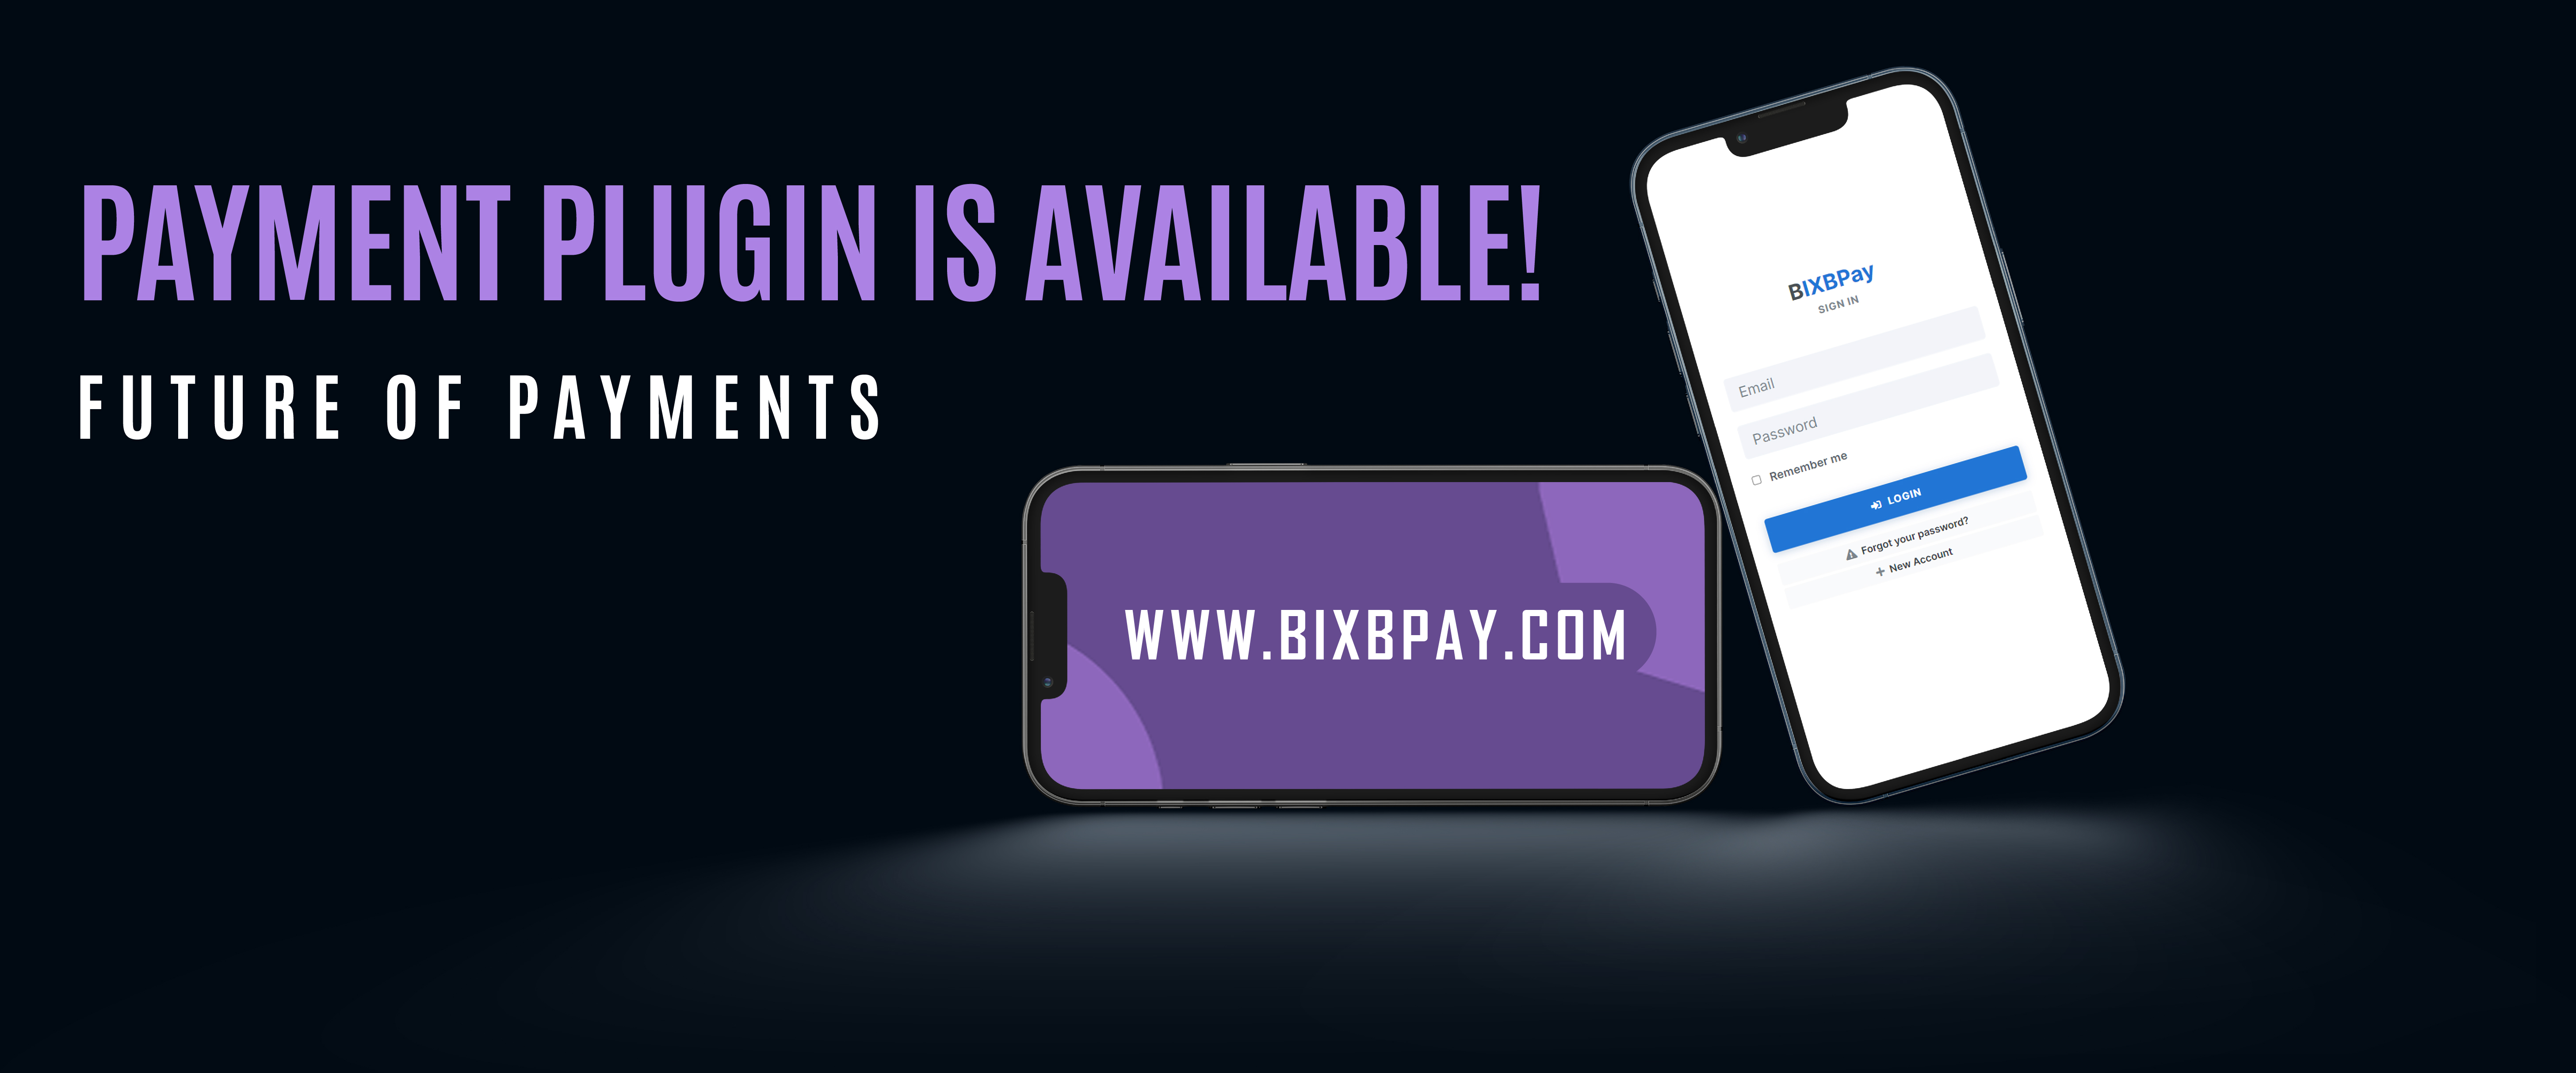 PAYMENT PLUGIN IS AVAILABLE!
FUTURE OF PAYMENTS
WWW.BIXBPAY.COM
BIXBPay
SIGN IN
Email
Password
Remember me
LOGIN
Forgot your password?
New Account